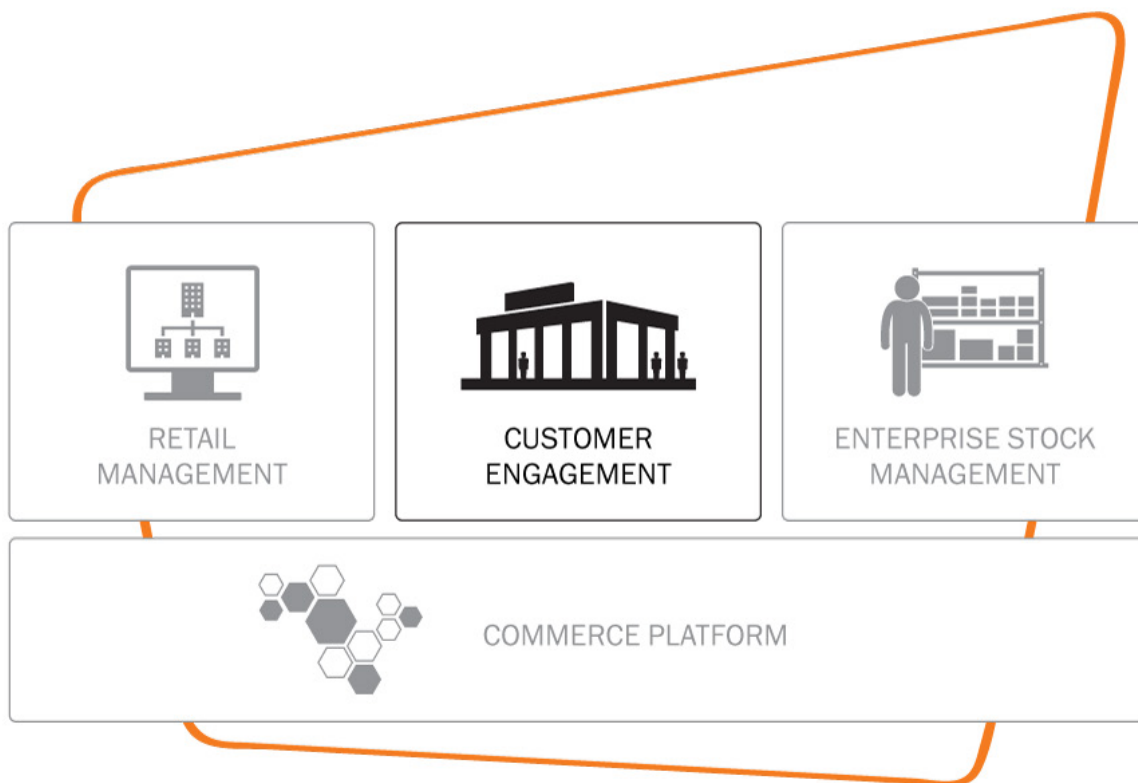 RETAIL
MANAGEMENT
CUSTOMER
ENGAGEMENT
ENTERPRISE STOCK
MANAGEMENT
COMMERCE PLATFORM